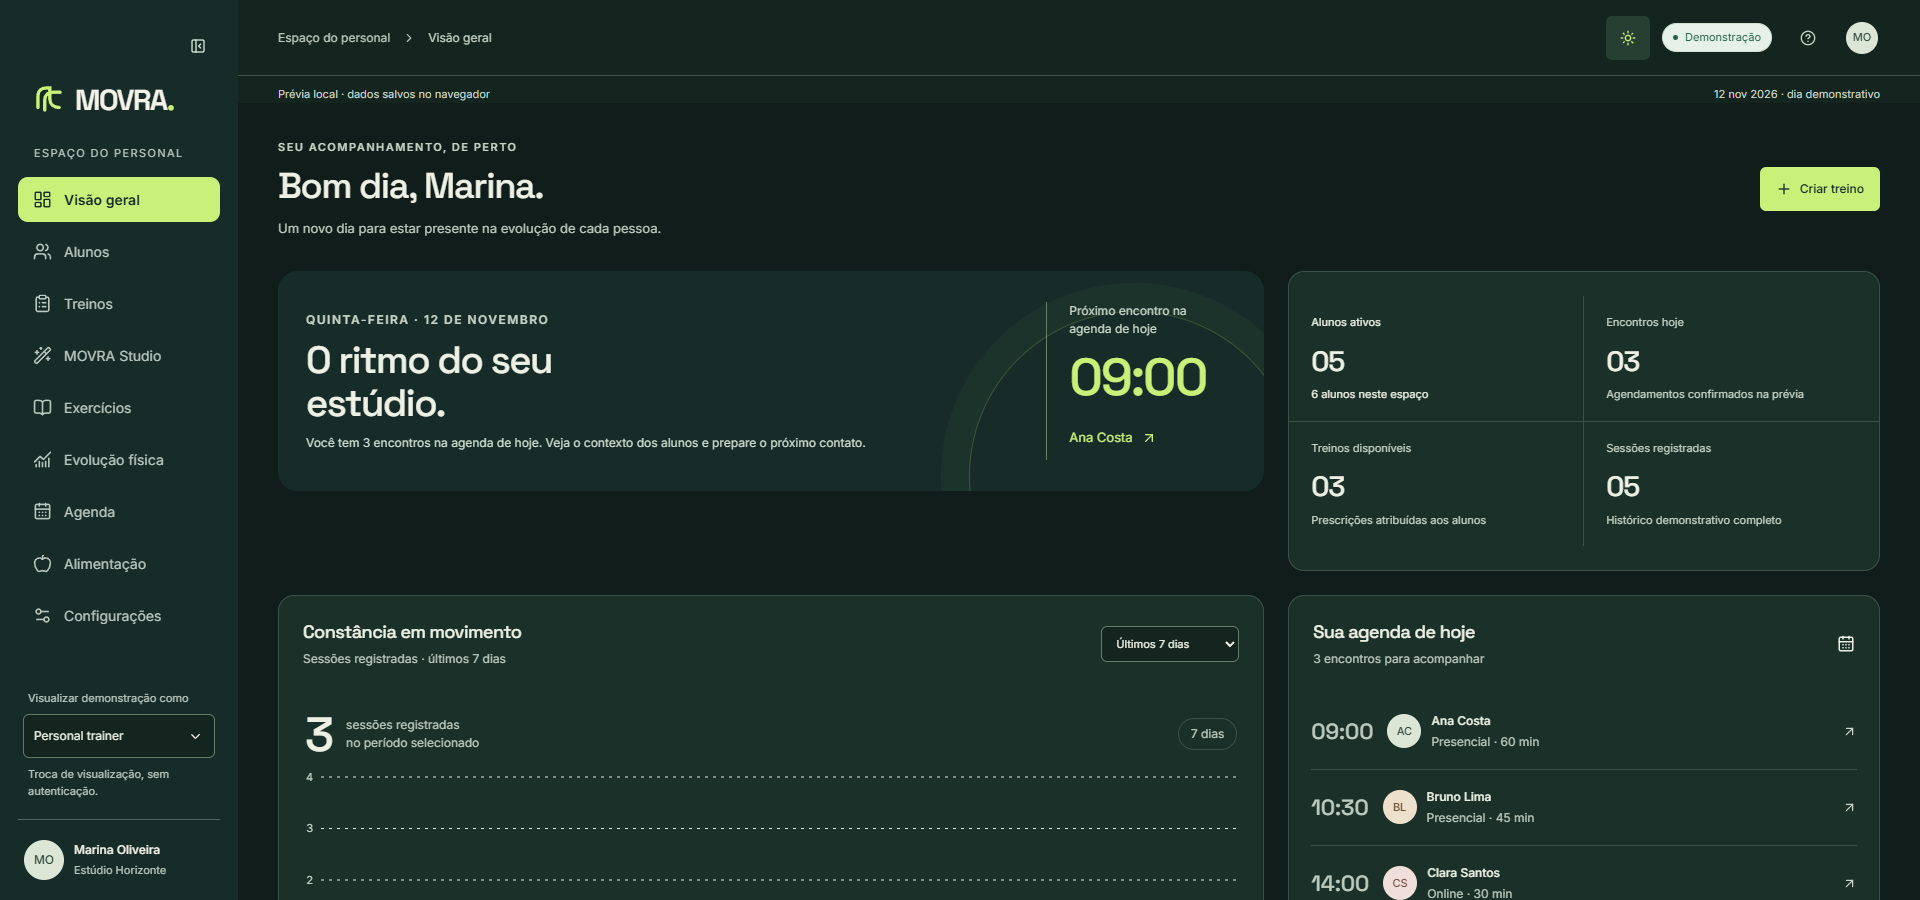 Espaço do personal > Visão geral
Demonstração
MO
MOVRA.
Prévia local · dados salvos no navegador
12 nov 2026 · dia demonstrativo
ESPAÇO DO PERSONAL
Visão geral
Alunos
Treinos
MOVRA Studio
Exercícios
Evolução física
Agenda
Alimentação
Configurações
Visualizar demonstração como
Personal trainer
Troca de visualização, sem
autenticação.
MO
Marina Oliveira
Estúdio Horizonte
SEU ACOMPANHAMENTO, DE PERTO
Bom dia, Marina.
Um novo dia para estar presente na evolução de cada pessoa.
Criar treino
QUINTA-FEIRA · 12 DE NOVEMBRO
O ritmo do seu
estúdio.
Você tem 3 encontros na agenda de hoje. Veja o contexto dos alunos e prepare o próximo contato.
Próximo encontro na
agenda de hoje
09:00
Ana Costa
Alunos ativos
05
6 alunos neste espaço
Encontros hoje
03
Agendamentos confirmados na prévia
Treinos disponíveis
03
Prescrições atribuídas aos alunos
Sessões registradas
05
Histórico demonstrativo completo
Constância em movimento
Sessões registradas · últimos 7 dias
Últimos 7 dias
3
sessões registradas
no período selecionado
7 dias
4
3
2
Sua agenda de hoje
3 encontros para acompanhar
09:00
AC
Ana Costa
Presencial · 60 min
10:30
BL
Bruno Lima
Presencial · 45 min
14:00
CS
Clara Santos
Online · 30 min